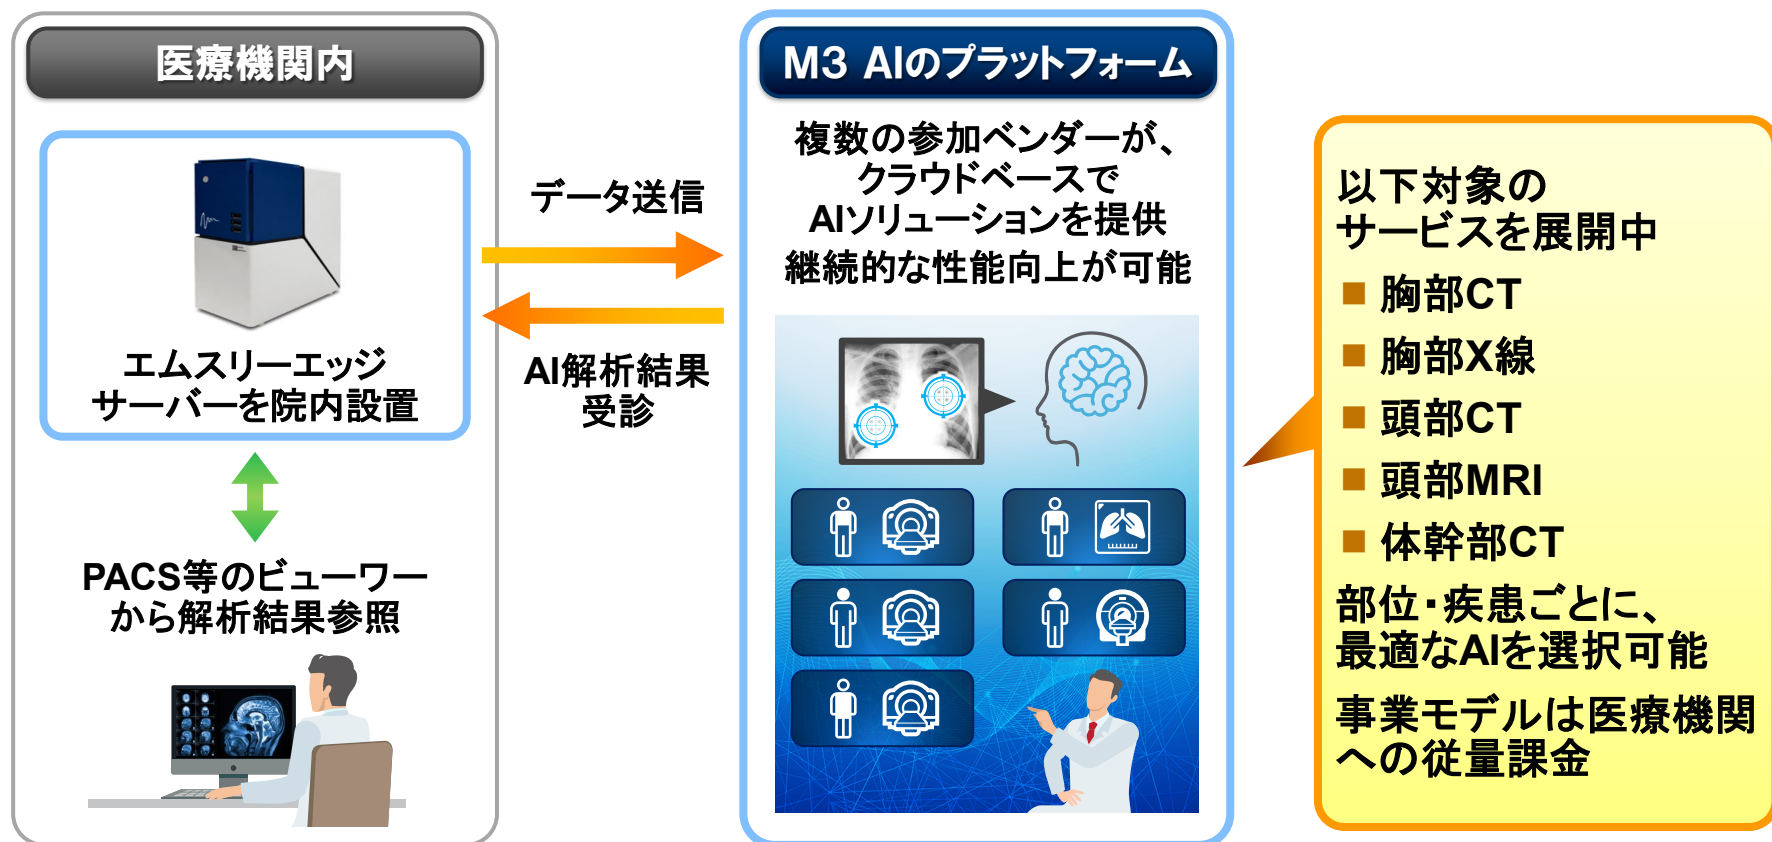 医療機関内
エムスリーエッジ
サーバーを院内設置
PACS等のビューワー
から解析結果参照
データ送信
AI解析結果
受診
M3 AIのプラットフォーム
複数の参加ベンダーが、
クラウドベースで
AIソリューションを提供
継続的な性能向上が可能
以下対象の
サービスを展開中
■ 胸部CT
■ 胸部X線
■ 頭部CT
■ 頭部MRI
■ 体幹部CT
部位・疾患ごとに、
最適なAIを選択可能
事業モデルは医療機関
への従量課金